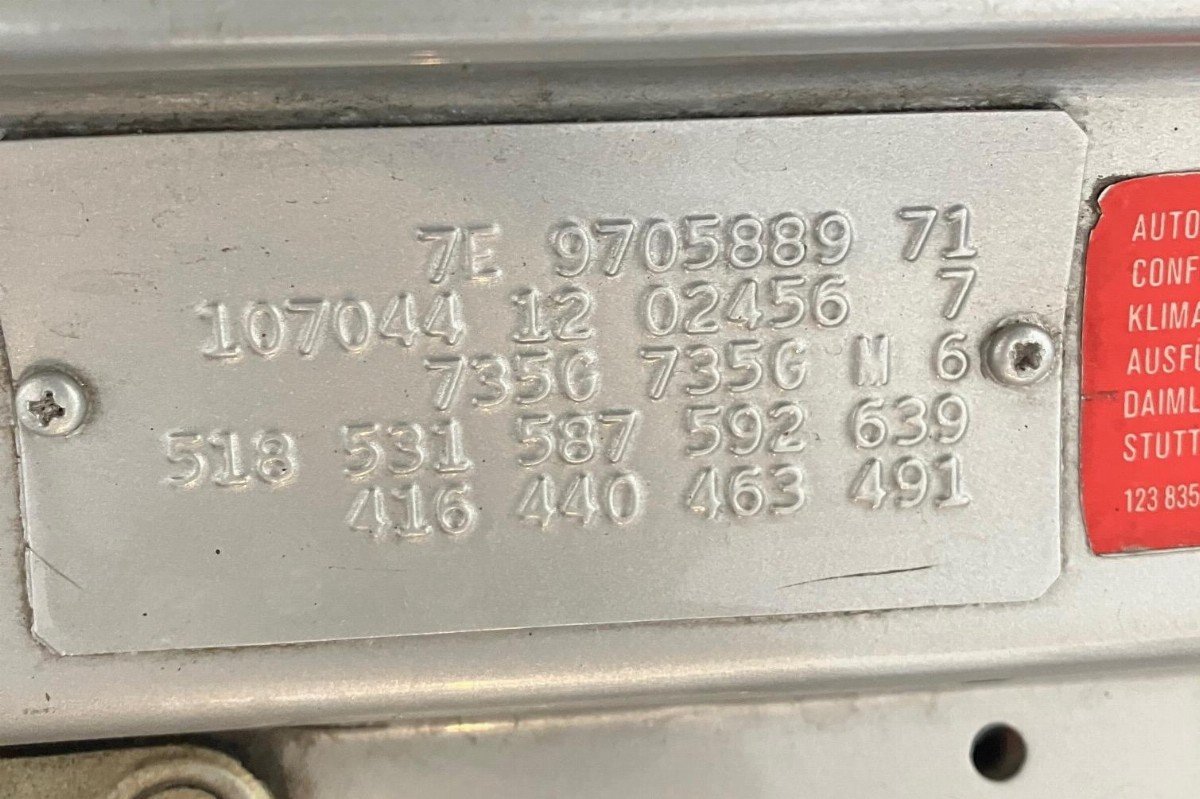 7E 9705889 71
107044 12 02456 7
735G 735G M 6
518 531 587 592 639
416 440 463 491
AUTO
CONF
KLIMA
AUSFÜ
DAIML
STUTT
123 835